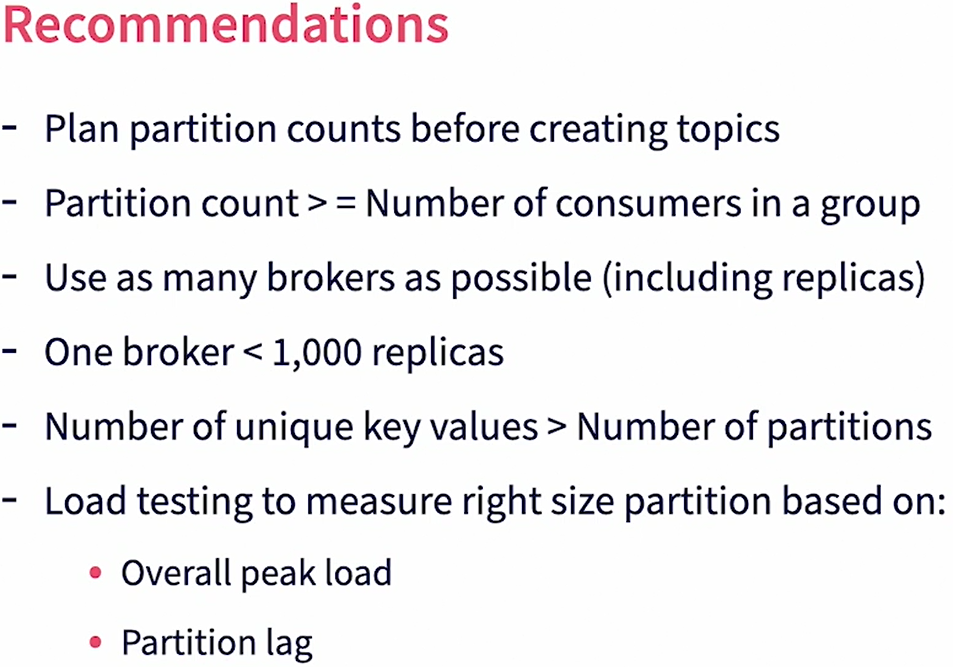 Recommendations
- Plan partition counts before creating topics
- Partition count > = Number of consumers in a group
- Use as many brokers as possible (including replicas)
- One broker < 1,000 replicas
- Number of unique key values > Number of partitions
- Load testing to measure right size partition based on:
• Overall peak load
• Partition lag